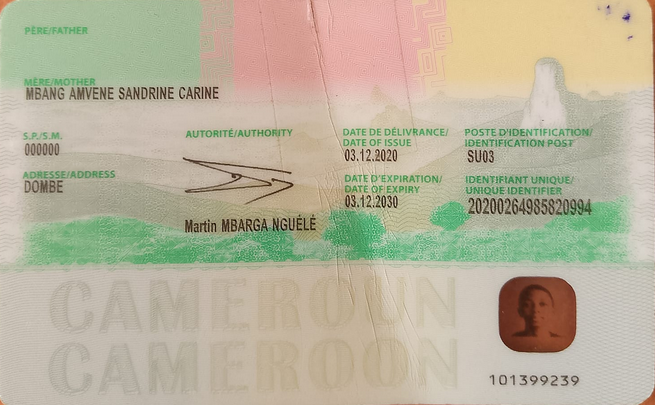 PÈRE/FATHER
MÈRE/MOTHER
MBANG AMVENE SANDRINE CARINE
S.P./S.M.
000000
AUTORITÉ/AUTHORITY
DATE DE DÉLIVRANCE/
DATE OF ISSUE
03.12.2020
POSTE D'IDENTIFICATION/
IDENTIFICATION POST
SU03
ADRESSE/ADDRESS
DOMBE
DATE D'EXPIRATION/
DATE OF EXPIRY
03.12.2030
IDENTIFIANT UNIQUE/
UNIQUE IDENTIFIER
20200264985820994
Martin MBARGA NGUÉLÉ
CAMEROUN
CAMEROON
101399239